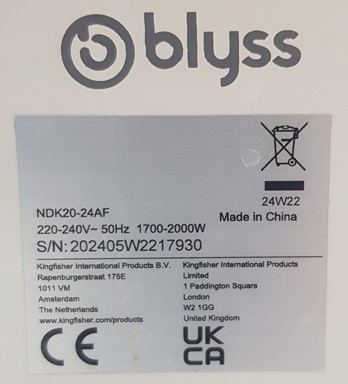 blyss
24W22
NDK20-24AF
220-240V~ 50Hz 1700-2000W
Made in China
S/N: 202405W2217930
Kingfisher International Products B.V.
Rapenburgerstraat 175E
1011 VM
Amsterdam
The Netherlands
www.kingfisher.com/products
Kingfisher International Products
Limited
1 Paddington Square
London
W2 1GG
United Kingdom
CE
UK
CA